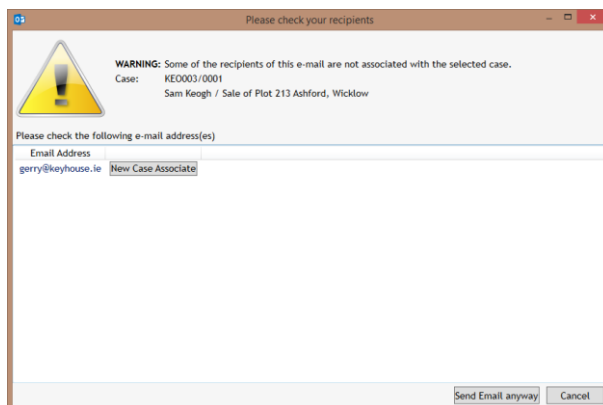 Please check your recipients
WARNING: Some of the recipients of this e-mail are not associated with the selected case.
Case: KEO003/0001
Sam Keogh / Sale of Plot 213 Ashford, Wicklow
Please check the following e-mail address(es)
Email Address
gerry@keyhouse.ie New Case Associate
Send Email anyway Cancel